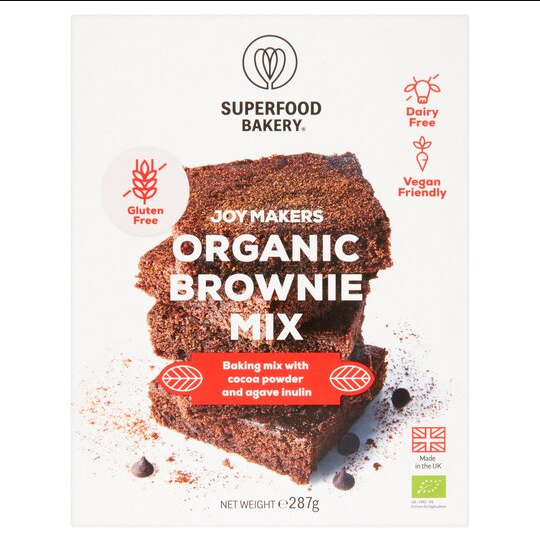 SUPERFOOD
BAKERY®
Dairy
Free
Vegan
Friendly
Gluten
Free
JOY MAKERS
ORGANIC
BROWNIE
MIX
Baking mix with
cocoa powder
and agave inulin
Made
in the UK
NET WEIGHT ℮287g